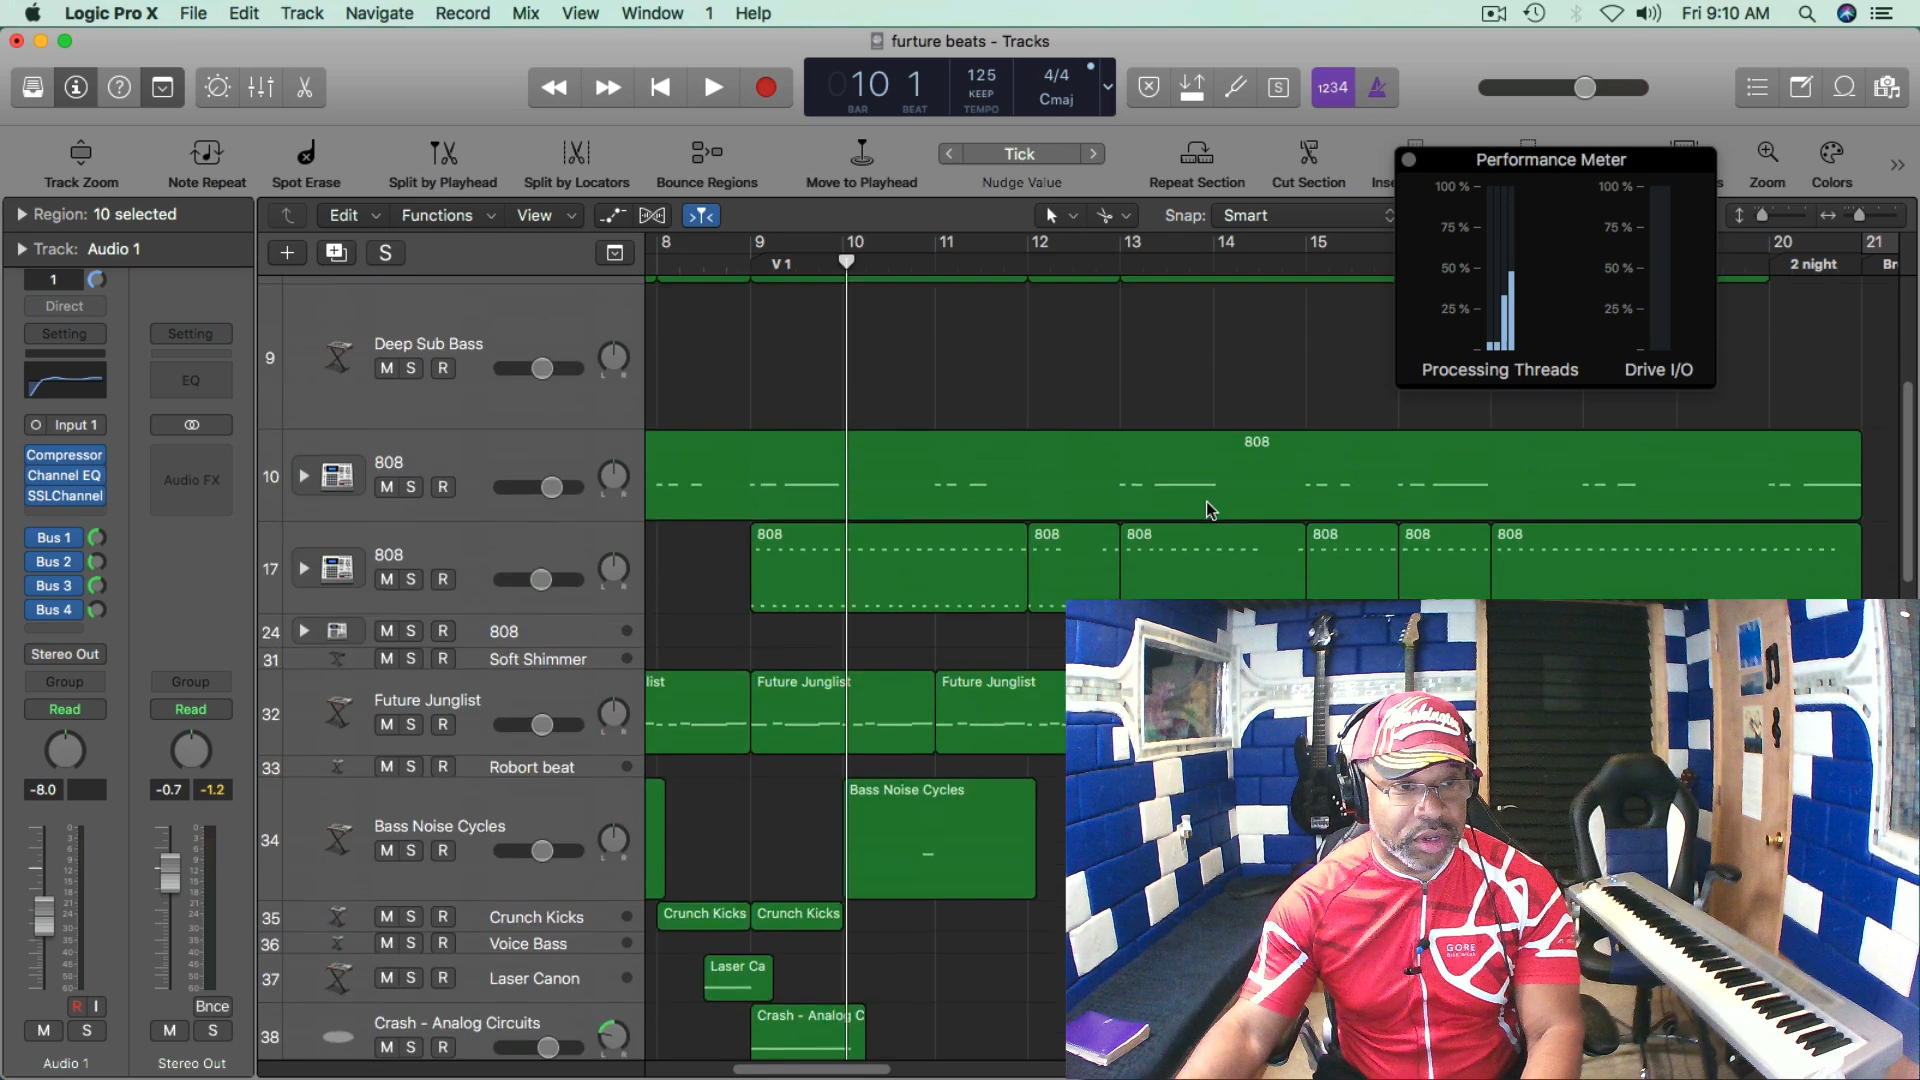 Logic Pro X File Edit Track Navigate Record Mix View Window 1 Help
Fri 9:10 AM
furture beats - Tracks
010 1
BAR BEAT
125
KEEP
TEMPO
4/4
Cmaj
S
1234
Track Zoom
Note Repeat
Spot Erase
Split by Playhead
Split by Locators
Bounce Regions
Move to Playhead
Tick
Nudge Value
Repeat Section
Cut Section
Zoom
Colors
Performance Meter
100 % 100 %
75 % 75 %
50 % 50 %
25 % 25 %
Processing Threads Drive I/O
Region: 10 selected
Track: Audio 1
Edit Functions View
Snap: Smart
S
8 9 10 11 12 13 14 15 20 21
V 1
2 night
1
Direct
Setting Setting
EQ
Input 1
Compressor
Channel EQ
SSLChannel
Audio FX
Bus 1
Bus 2
Bus 3
Bus 4
Stereo Out
Group Group
Read Read
-8.0 -0.7 -1.2
R I
Bnce
M S M S
Audio 1 Stereo Out
9 Deep Sub Bass
M S R
L R
808
10 808
M S R
L R
808 808 808 808 808 808
17 808
M S R
L R
24 M S R 808
31 M S R Soft Shimmer
list Future Junglist Future Junglist
32 Future Junglist
M S R
L R
33 M S R Robort beat
Bass Noise Cycles
34 Bass Noise Cycles
M S R
L R
35 M S R Crunch Kicks
Crunch Kicks Crunch Kicks
36 M S R Voice Bass
37 M S R Laser Canon
Laser Ca
38 Crash - Analog Circuits
M S R
L R
Crash - Analog C
GORE
BIKE WEAR